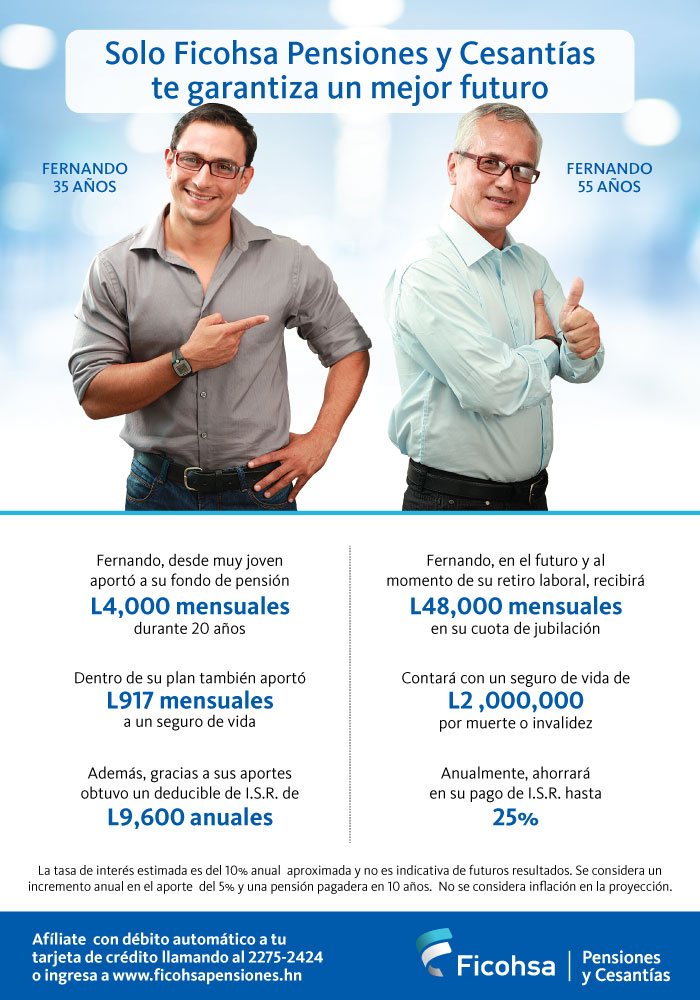 Solo Ficohsa Pensiones y Cesantías
te garantiza un mejor futuro
FERNANDO
35 AÑOS
FERNANDO
55 AÑOS
Fernando, desde muy joven
aportó a su fondo de pensión
L4,000 mensuales
durante 20 años
Fernando, en el futuro y al
momento de su retiro laboral, recibirá
L48,000 mensuales
en su cuota de jubilación
Dentro de su plan también aportó
L917 mensuales
a un seguro de vida
Contará con un seguro de vida de
L2 ,000,000
por muerte o invalidez
Además, gracias a sus aportes
obtuvo un deducible de I.S.R. de
L9,600 anuales
Anualmente, ahorrará
en su pago de I.S.R. hasta
25%
La tasa de interés estimada es del 10% anual  aproximada y no es indicativa de futuros resultados. Se considera un
incremento anual en el aporte  del 5% y una pensión pagadera en 10 años.  No se considera inflación en la proyección.
Afíliate  con débito automático a tu
tarjeta de crédito llamando al 2275-2424
o ingresa a www.ficohsapensiones.hn
Ficohsa
Pensiones
y Cesantías